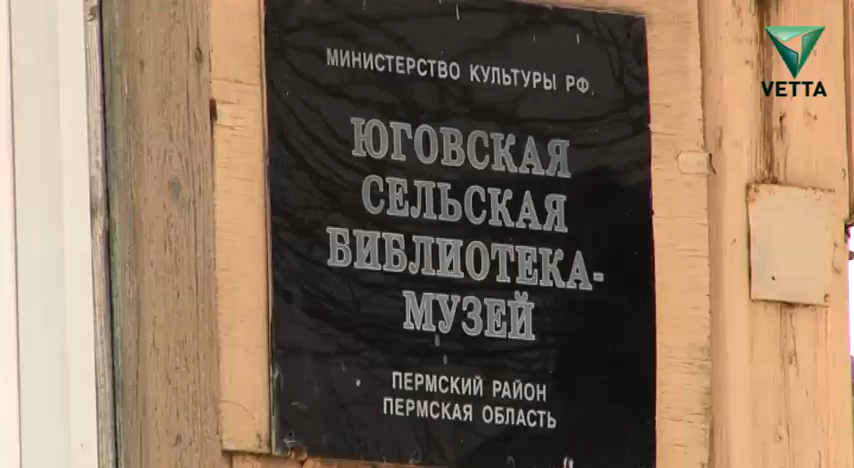 МИНИСТЕРСТВО КУЛЬТУРЫ РФ.
ЮГОВСКАЯ
СЕЛЬСКАЯ
БИБЛИОТЕКА-
МУЗЕЙ
ПЕРМСКИЙ РАЙОН
ПЕРМСКАЯ ОБЛАСТЬ
VETTA